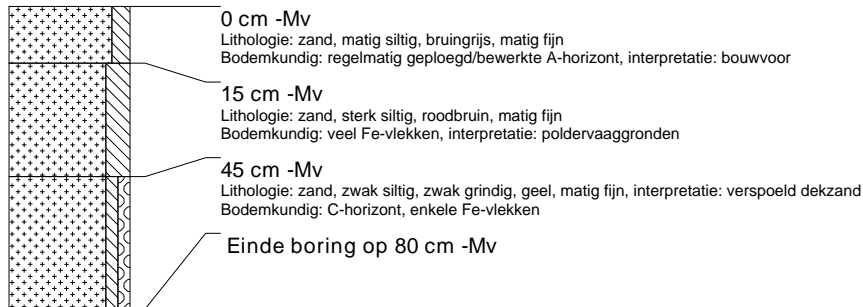 0 cm -Mv
Lithologie: zand, matig siltig, bruingrijs, matig fijn
Bodemkundig: regelmatig geploegd/bewerkte A-horizont, interpretatie: bouwvoor
15 cm -Mv
Lithologie: zand, sterk siltig, roodbruin, matig fijn
Bodemkundig: veel Fe-vlekken, interpretatie: poldervaaggronden
45 cm -Mv
Lithologie: zand, zwak siltig, zwak grindig, geel, matig fijn, interpretatie: verspoeld dekzand
Bodemkundig: C-horizont, enkele Fe-vlekken
Einde boring op 80 cm -Mv